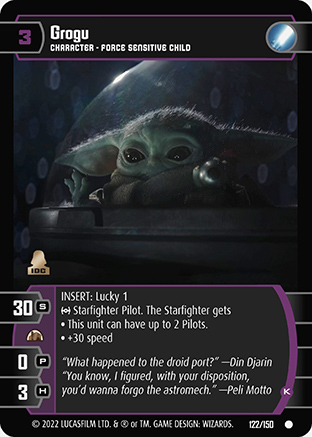 3 Grogu
CHARACTER - FORCE SENSITIVE CHILD
IDC
30 S
INSERT: Lucky 1
Starfighter Pilot. The Starfighter gets
• This unit can have up to 2 Pilots.
• +30 speed
0 P
3 H
“What happened to the droid port?” —Din Djarin
“You know, I figured, with your disposition,
you’d wanna forgo the astromech.” —Peli Motto
K
© 2022 LUCASFILM LTD. & ® or TM. GAME DESIGN: WIZARDS. 122/150